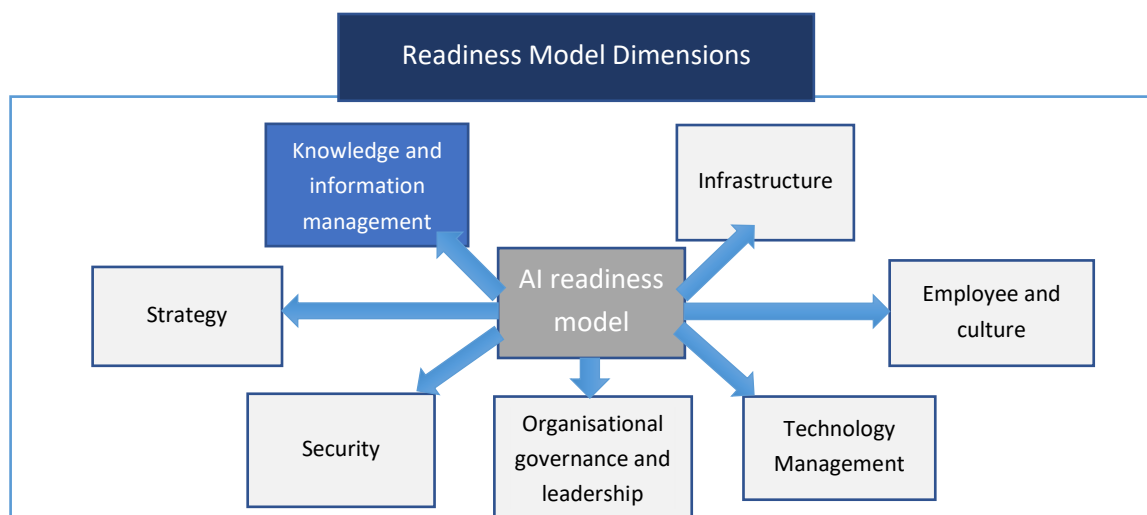 Readiness Model Dimensions
Knowledge and
information
management
Infrastructure
AI readiness
model
Strategy
Employee and
culture
Security
Organisational
governance and
leadership
Technology
Management